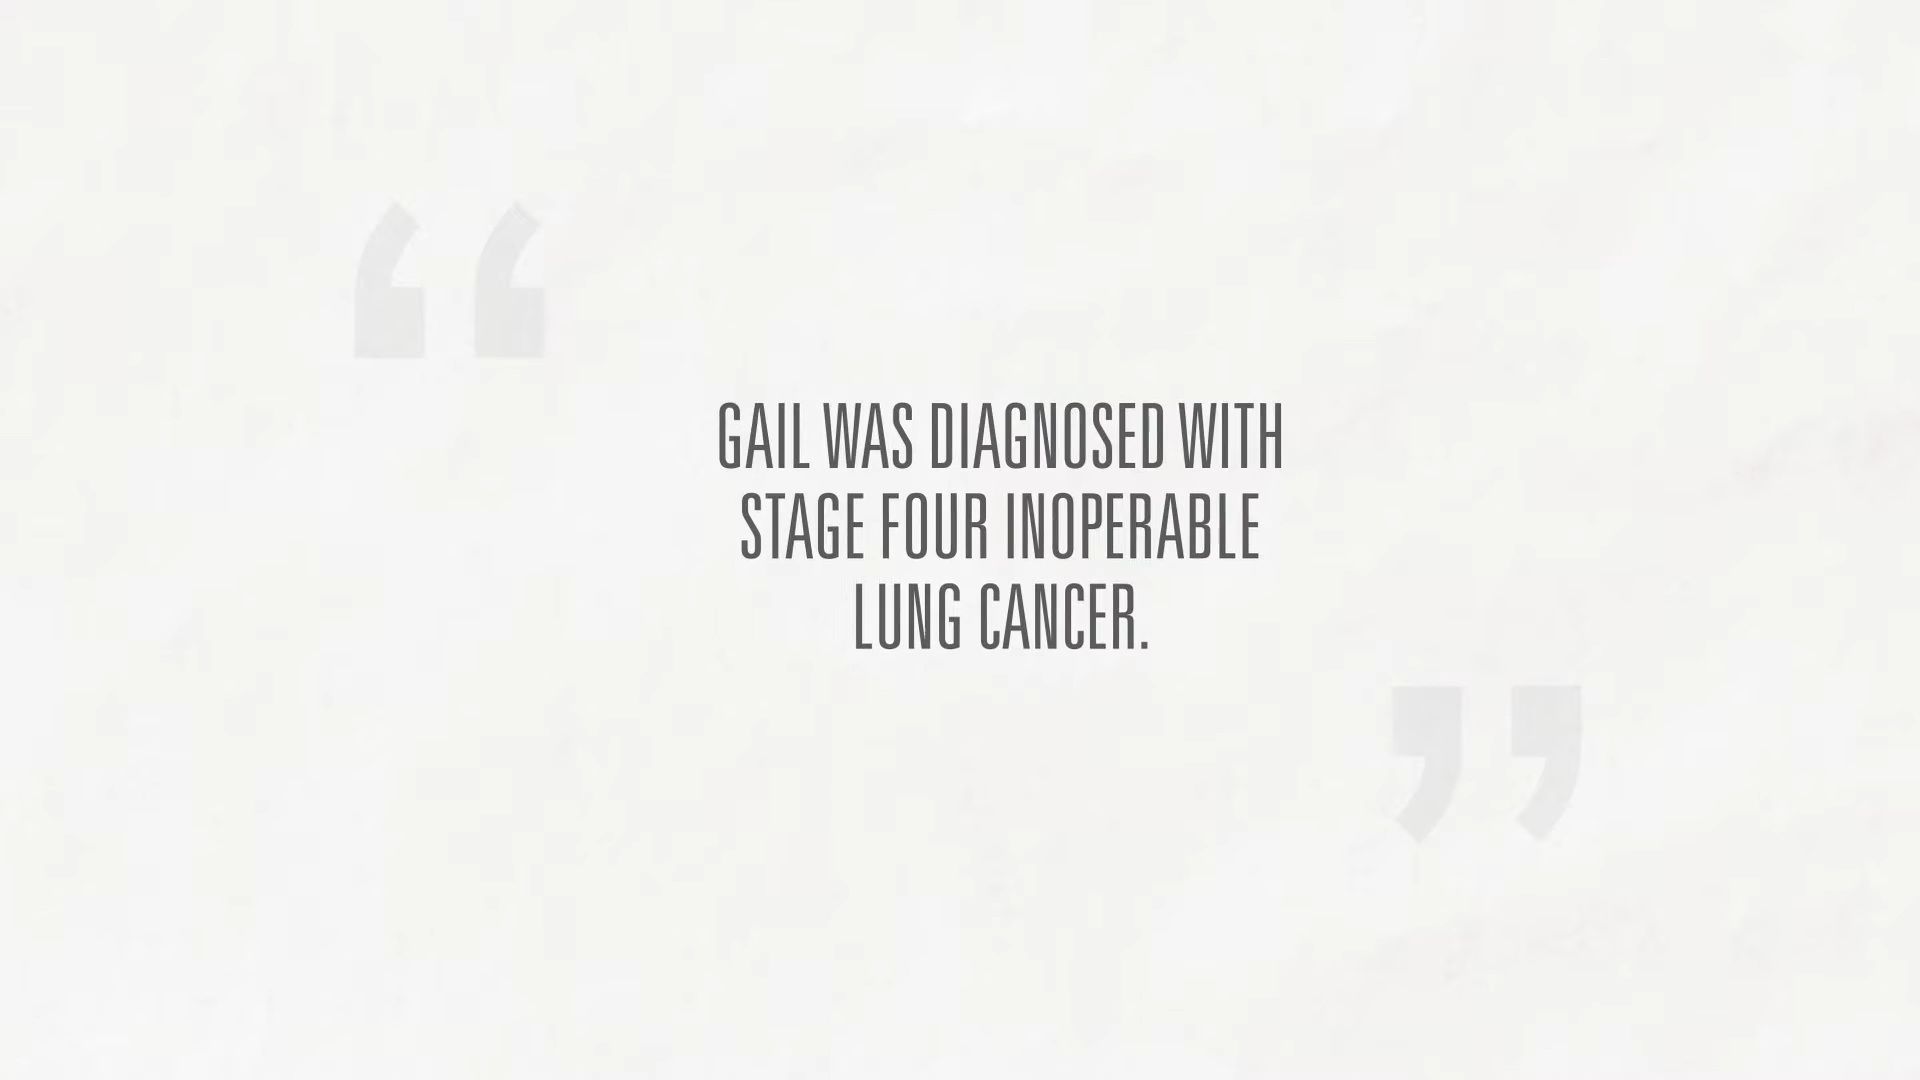 “
GAIL WAS DIAGNOSED WITH
STAGE FOUR INOPERABLE
LUNG CANCER.
”